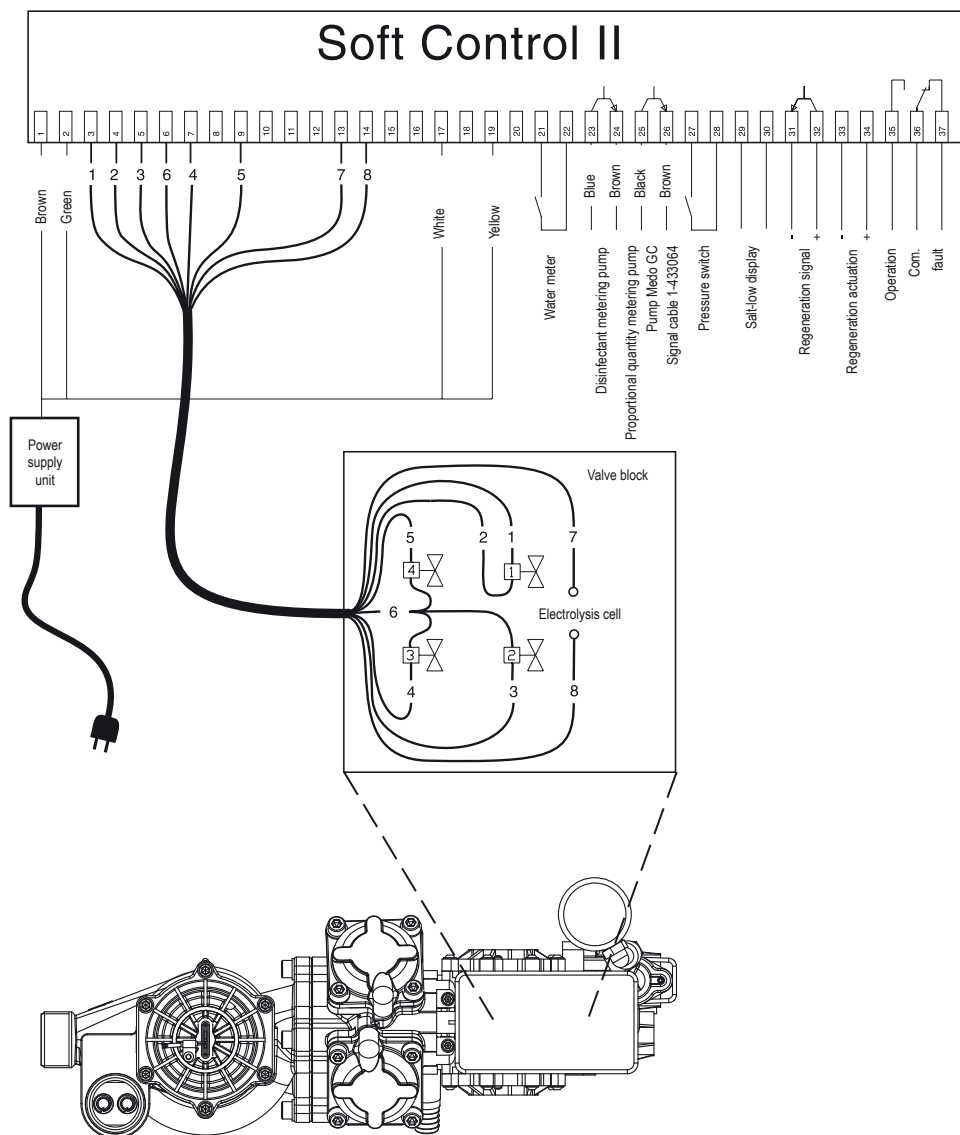 Soft Control II
1 2 3 4 5 6 7 8 9 10 11 12 13 14 15 16 17 18 19 20 21 22 23 24 25 26 27 28 29 30 31 32 33 34 35 36 37
1 2 3 6 4 5 7 8
Brown
Green
White
Yellow
Water meter
Blue
Disinfectant metering pump
Brown
Proportional quantity metering pump
Black
Pump Medo GC
Brown
Signal cable 1-433064
Pressure switch
Salt-low display
-
Regeneration signal
+
-
Regeneration actuation
+
Operation
Com.
fault
Power
supply
unit
Valve block
5 2 1 7
4 1
6 Electrolysis cell
3 2
4 3 8